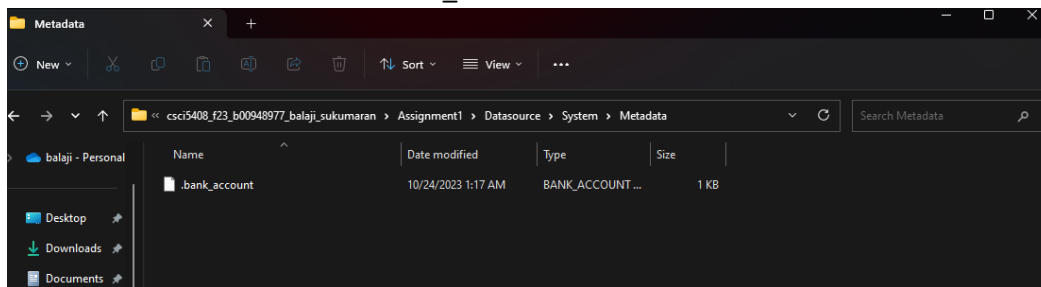 Metadata
New
Sort
View
csci5408_f23_b00948977_balaji_sukumaran › Assignment1 › Datasource › System › Metadata
Search Metadata
balaji - Personal
Name Date modified Type Size
.bank_account 10/24/2023 1:17 AM BANK_ACCOUNT ... 1 KB
Desktop
Downloads
Documents